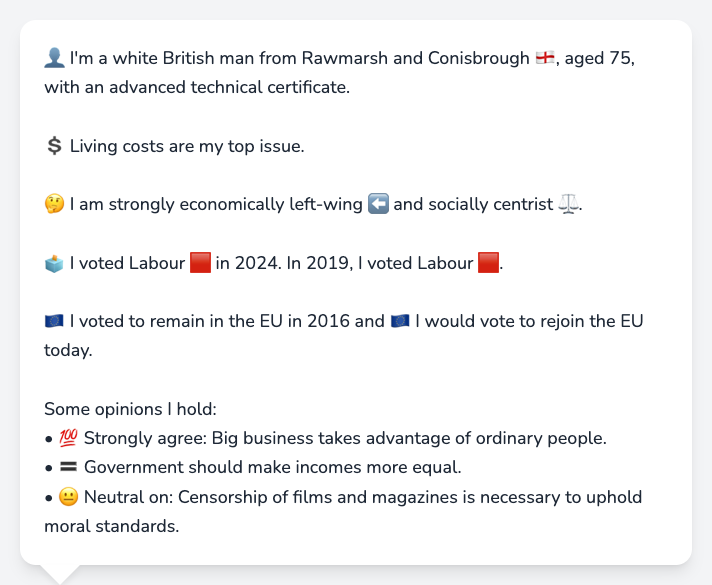 👤 I'm a white British man from Rawmarsh and Conisbrough 🏴󠁧󠁢󠁥󠁮󠁧󠁿, aged 75,
with an advanced technical certificate.
💲 Living costs are my top issue.
🤔 I am strongly economically left-wing ⬅️ and socially centrist ⚖️.
🗳️ I voted Labour 🟥 in 2024. In 2019, I voted Labour 🟥.
🇪🇺 I voted to remain in the EU in 2016 and 🇪🇺 I would vote to rejoin the EU
today.
Some opinions I hold:
• 💯 Strongly agree: Big business takes advantage of ordinary people.
• 🟰 Government should make incomes more equal.
• 😐 Neutral on: Censorship of films and magazines is necessary to uphold
moral standards.